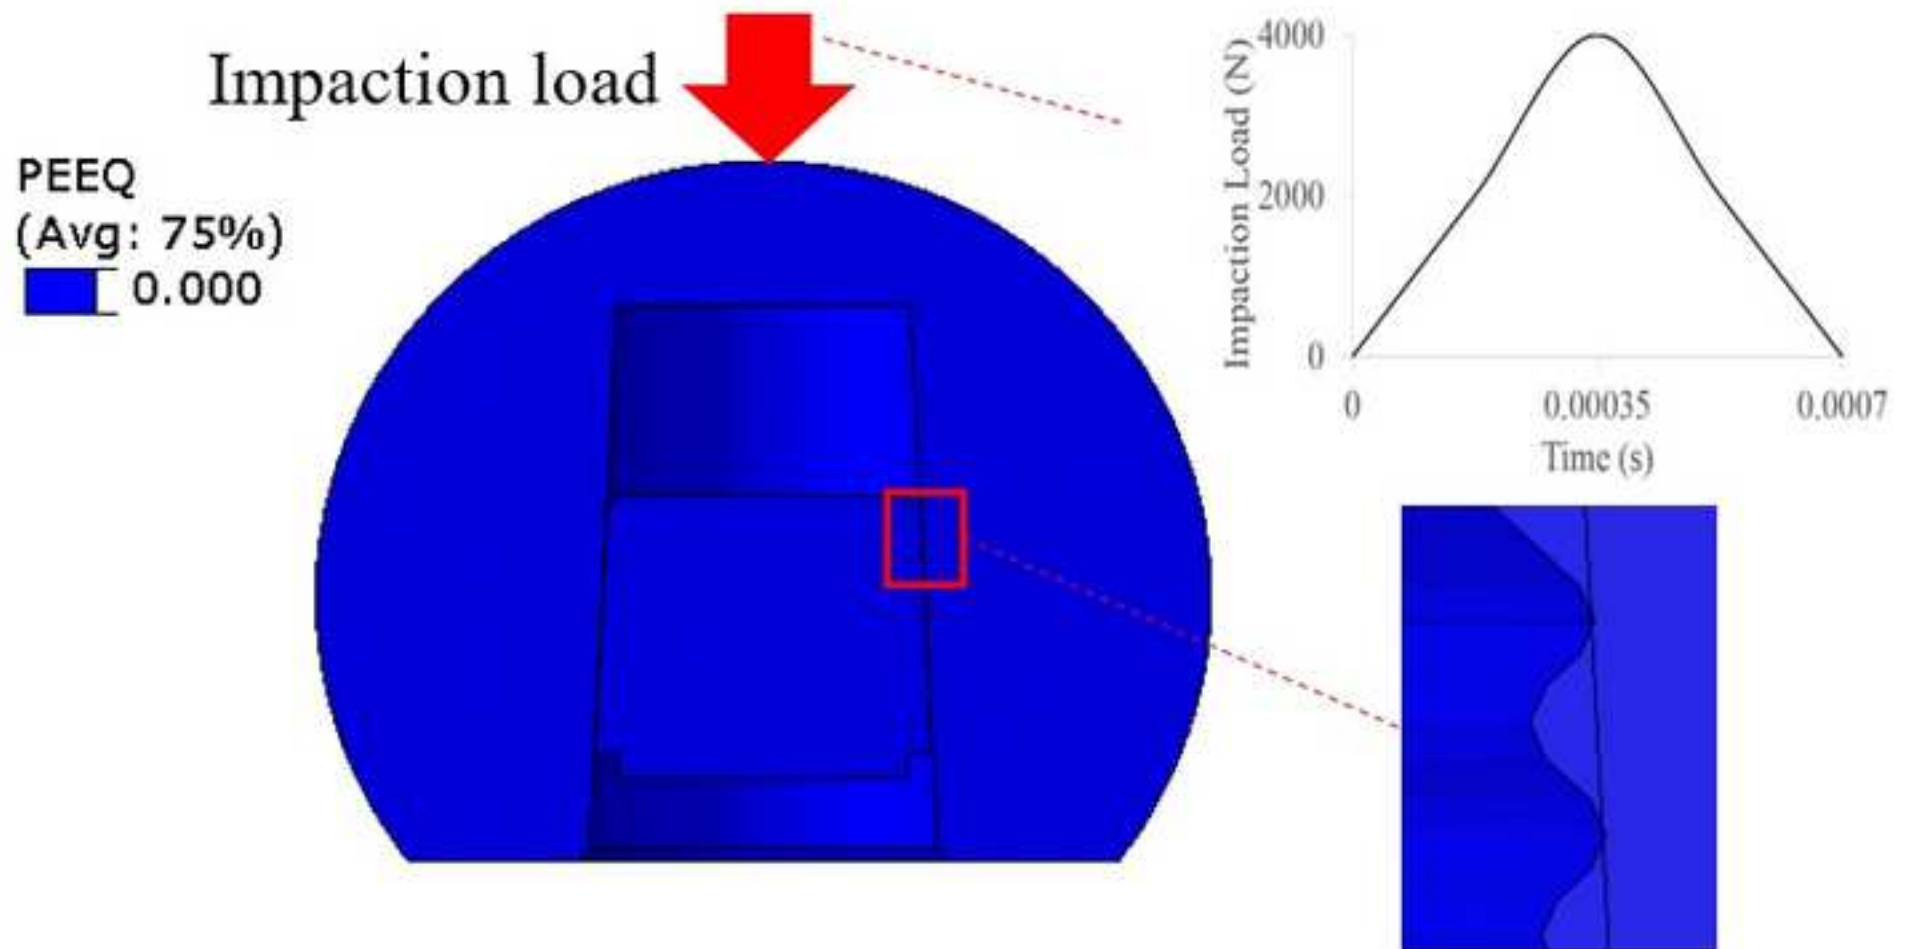 Impaction load
PEEQ
(Avg: 75%)
0.000
Impaction Load (N)
4000
2000
0
0
0.00035
0.0007
Time (s)